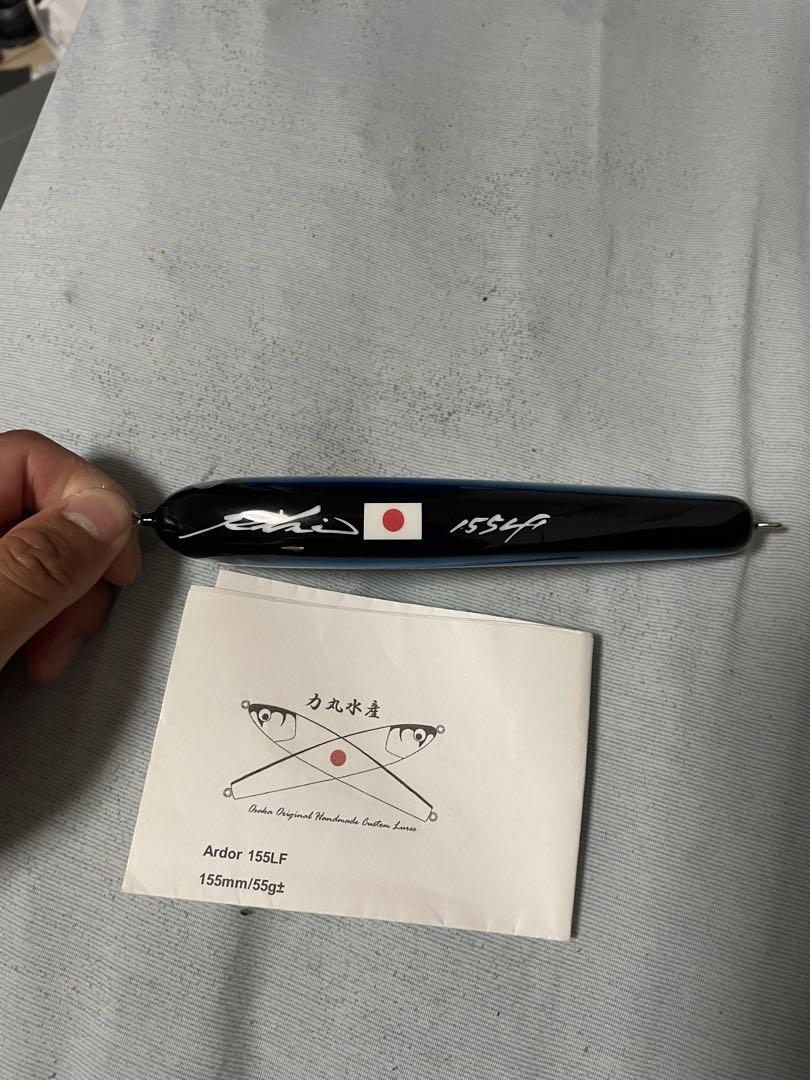 155LF
力丸水産
Osaka Original Handmade Custom Lures
Ardor 155LF
155mm/55g±